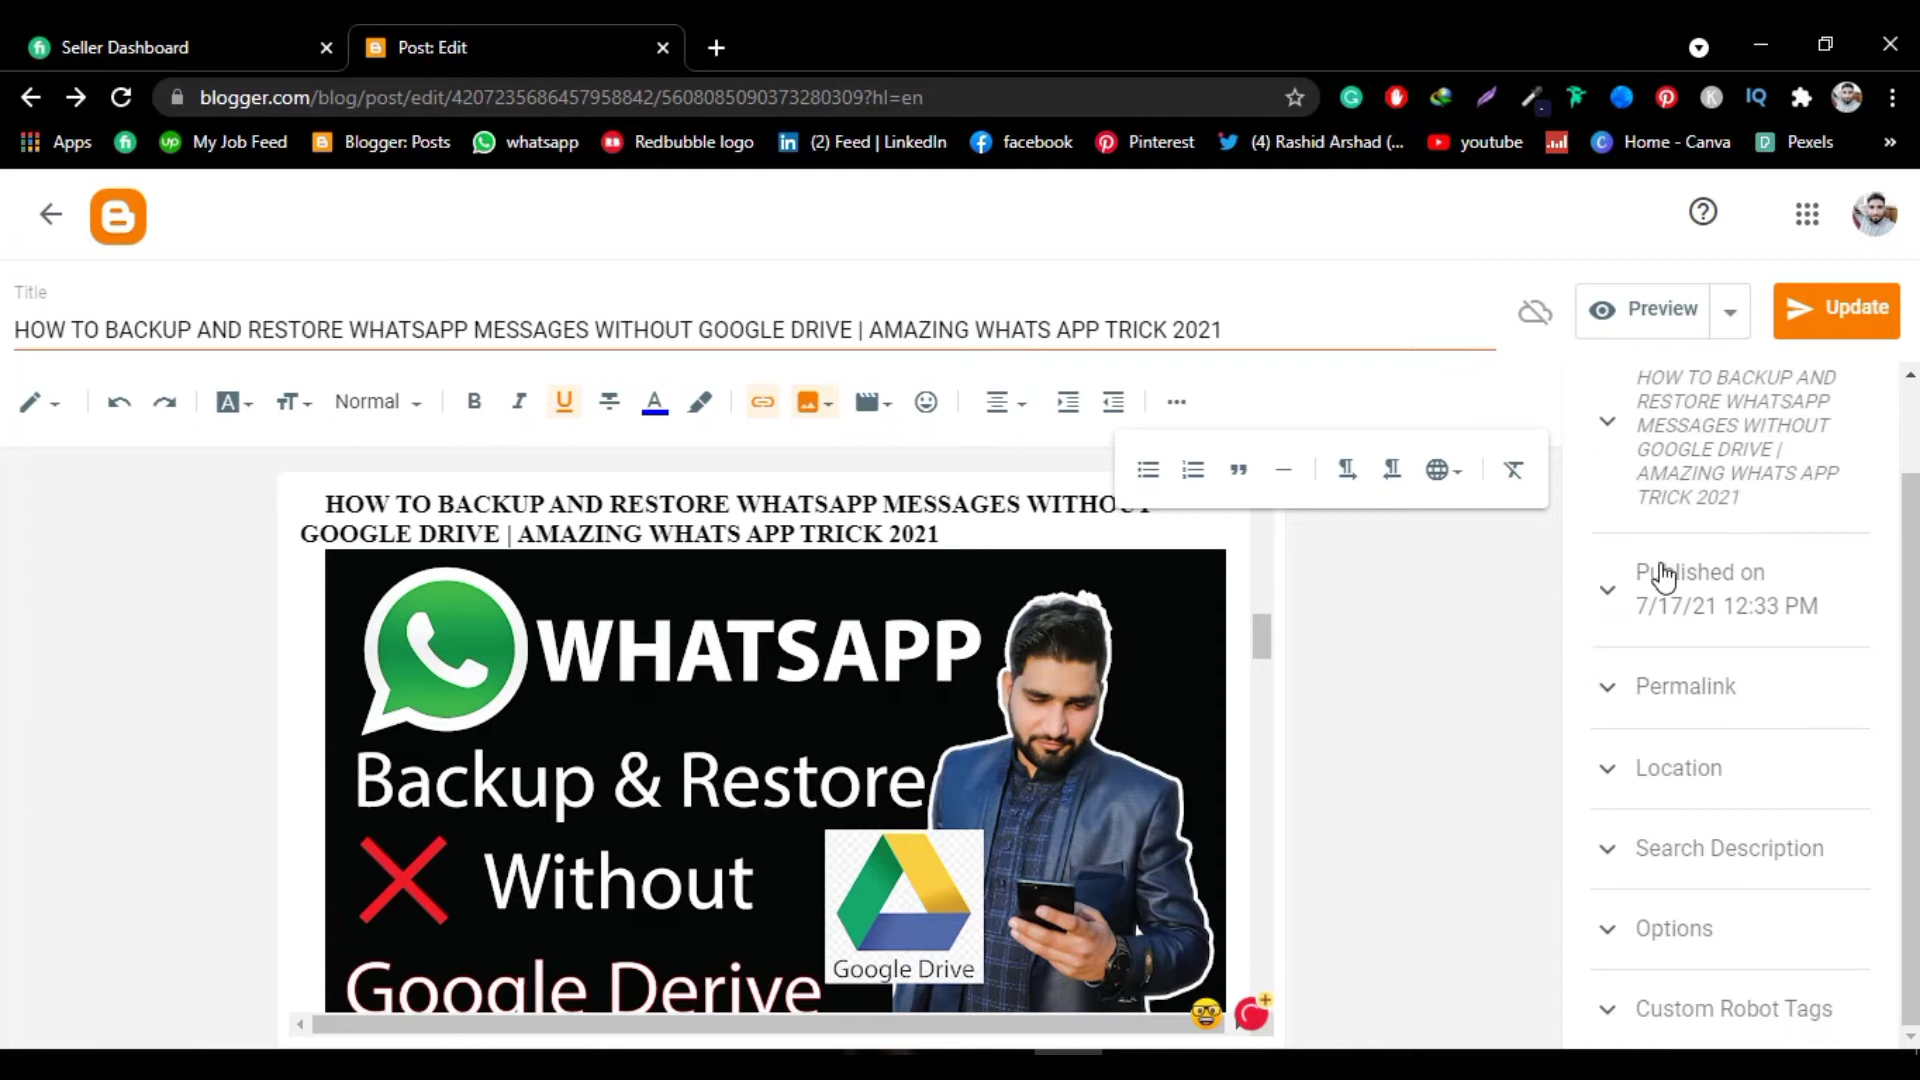 Seller Dashboard
Post: Edit
blogger.com/blog/post/edit/4207235686457958842/5608085090373280309?hl=en
Apps
My Job Feed
Blogger: Posts
whatsapp
Redbubble logo
(2) Feed | LinkedIn
facebook
Pinterest
(4) Rashid Arshad (...
youtube
Home - Canva
Pexels
Title
HOW TO BACKUP AND RESTORE WHATSAPP MESSAGES WITHOUT GOOGLE DRIVE | AMAZING WHATS APP TRICK 2021
Preview
Update
Normal
HOW TO BACKUP AND RESTORE WHATSAPP MESSAGES WITHOUT
GOOGLE DRIVE | AMAZING WHATS APP TRICK 2021
WHATSAPP
Backup & Restore
Without
Google Drive
Google Derive
HOW TO BACKUP AND
RESTORE WHATSAPP
MESSAGES WITHOUT
GOOGLE DRIVE |
AMAZING WHATS APP
TRICK 2021
Published on
7/17/21 12:33 PM
Permalink
Location
Search Description
Options
Custom Robot Tags